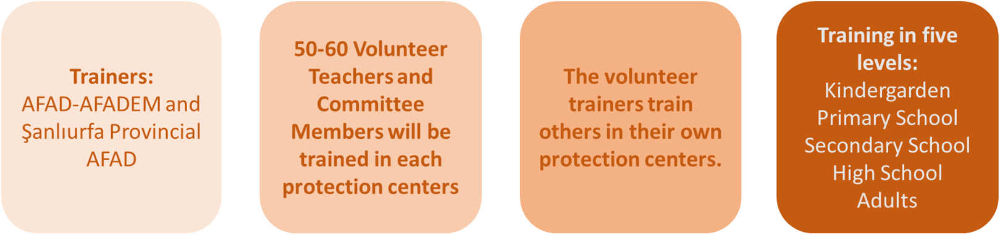 Trainers:
AFAD-AFADEM and
Şanlıurfa Provincial
AFAD
50-60 Volunteer
Teachers and
Committee
Members will be
trained in each
protection centers
The volunteer
trainers train
others in their own
protection centers.
Training in five
levels:
Kindergarden
Primary School
Secondary School
High School
Adults